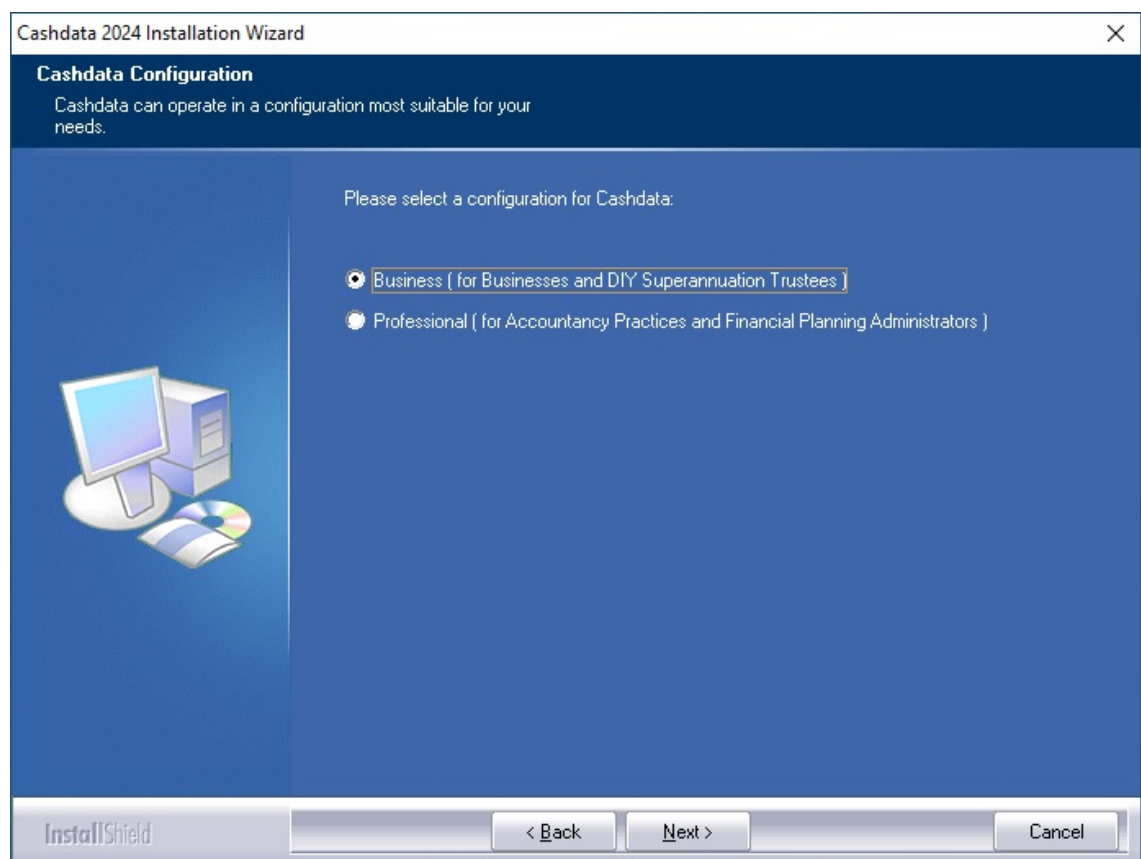 Cashdata 2024 Installation Wizard
Cashdata Configuration
Cashdata can operate in a configuration most suitable for your
needs.
Please select a configuration for Cashdata:
Business ( for Businesses and DIY Superannuation Trustees )
Professional ( for Accountancy Practices and Financial Planning Administrators )
InstallShield
< Back
Next >
Cancel